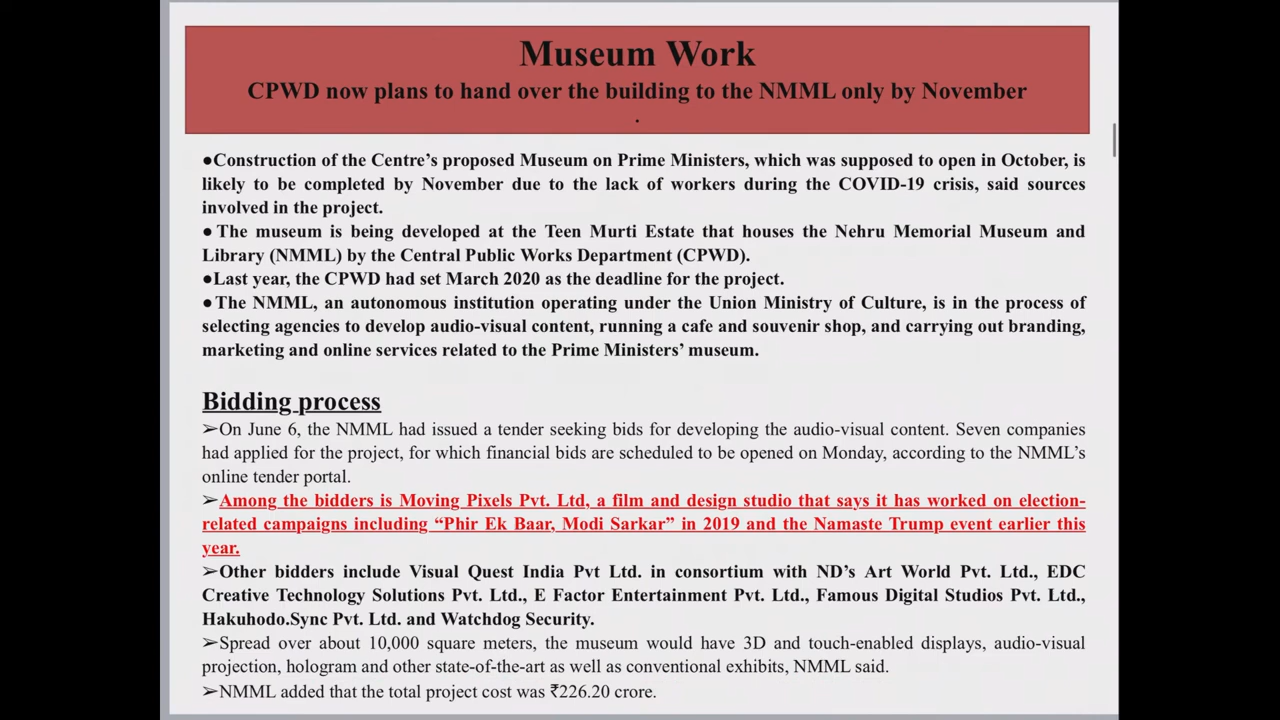 Museum Work
CPWD now plans to hand over the building to the NMML only by November
.
●Construction of the Centre’s proposed Museum on Prime Ministers, which was supposed to open in October, is
likely to be completed by November due to the lack of workers during the COVID-19 crisis, said sources
involved in the project.
● The museum is being developed at the Teen Murti Estate that houses the Nehru Memorial Museum and
Library (NMML) by the Central Public Works Department (CPWD).
●Last year, the CPWD had set March 2020 as the deadline for the project.
● The NMML, an autonomous institution operating under the Union Ministry of Culture, is in the process of
selecting agencies to develop audio-visual content, running a cafe and souvenir shop, and carrying out branding,
marketing and online services related to the Prime Ministers’ museum.
Bidding process
➢On June 6, the NMML had issued a tender seeking bids for developing the audio-visual content. Seven companies
had applied for the project, for which financial bids are scheduled to be opened on Monday, according to the NMML’s
online tender portal.
➢Among the bidders is Moving Pixels Pvt. Ltd, a film and design studio that says it has worked on election-
related campaigns including “Phir Ek Baar, Modi Sarkar” in 2019 and the Namaste Trump event earlier this
year.
➢Other bidders include Visual Quest India Pvt Ltd. in consortium with ND’s Art World Pvt. Ltd., EDC
Creative Technology Solutions Pvt. Ltd., E Factor Entertainment Pvt. Ltd., Famous Digital Studios Pvt. Ltd.,
Hakuhodo.Sync Pvt. Ltd. and Watchdog Security.
➢Spread over about 10,000 square meters, the museum would have 3D and touch-enabled displays, audio-visual
projection, hologram and other state-of-the-art as well as conventional exhibits, NMML said.
➢NMML added that the total project cost was ₹226.20 crore.